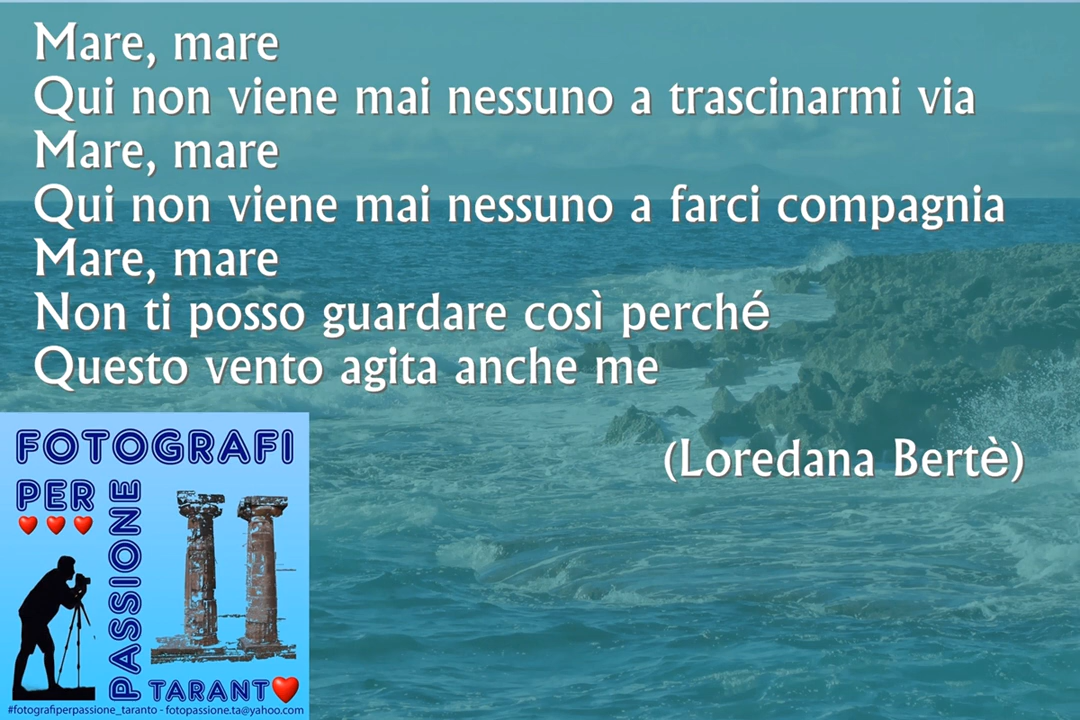 Mare, mare
Qui non viene mai nessuno a trascinarmi via
Mare, mare
Qui non viene mai nessuno a farci compagnia
Mare, mare
Non ti posso guardare così perché
Questo vento agita anche me
(Loredana Bertè)
FOTOGRAFI
PER
PASSIONE
TARANT
#fotografiperpassione_taranto - fotopassione.ta@yahoo.com